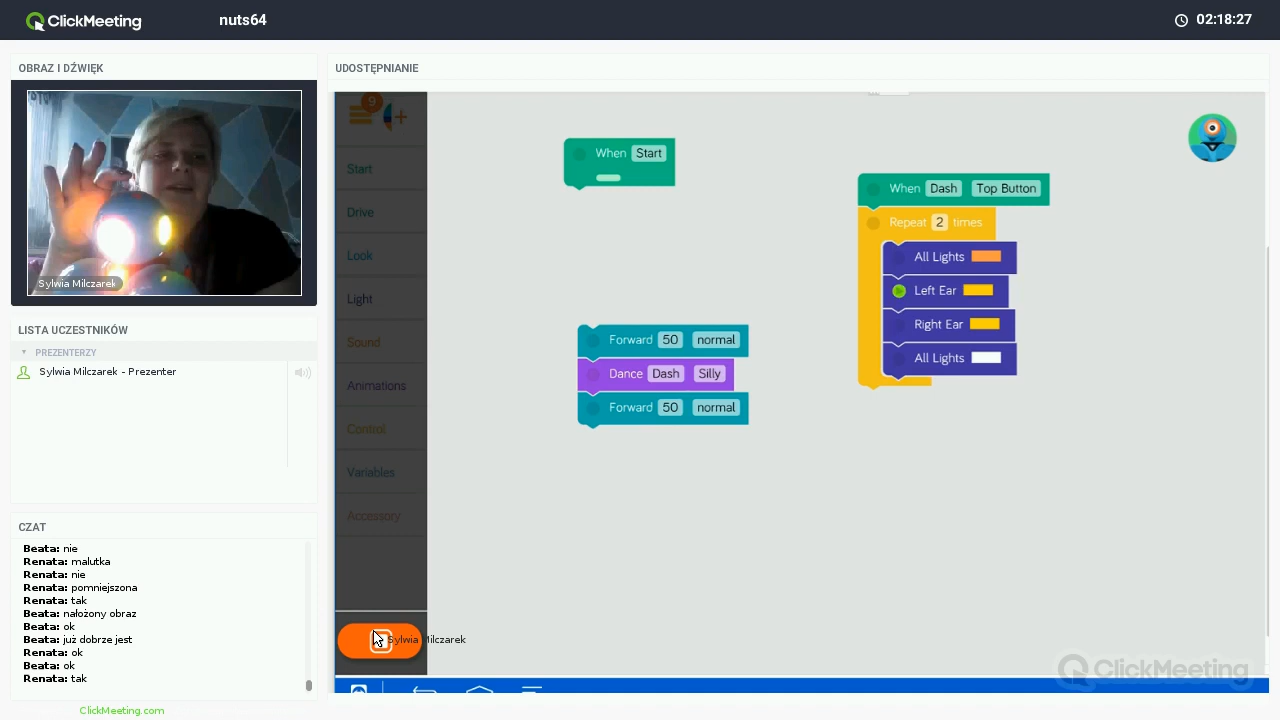 ClickMeeting
nuts64
02:18:27
OBRAZ I DŹWIĘK
Sylwia Milczarek
LISTA UCZESTNIKÓW
PREZENTERZY
Sylwia Milczarek - Prezenter
CZAT
Beata: nie
Renata: malutka
Renata: nie
Renata: pomniejszona
Renata: tak
Beata: nałożony obraz
Beata: ok
Beata: już dobrze jest
Renata: ok
Beata: ok
Renata: tak
ClickMeeting.com
UDOSTĘPNIANIE
9
Start
Drive
Look
Light
Sound
Animations
Control
Variables
Accessory
Sylwia Milczarek
When Start
Forward 50 normal
Dance Dash Silly
Forward 50 normal
When Dash Top Button
Repeat 2 times
All Lights
Left Ear
Right Ear
All Lights
ClickMeeting